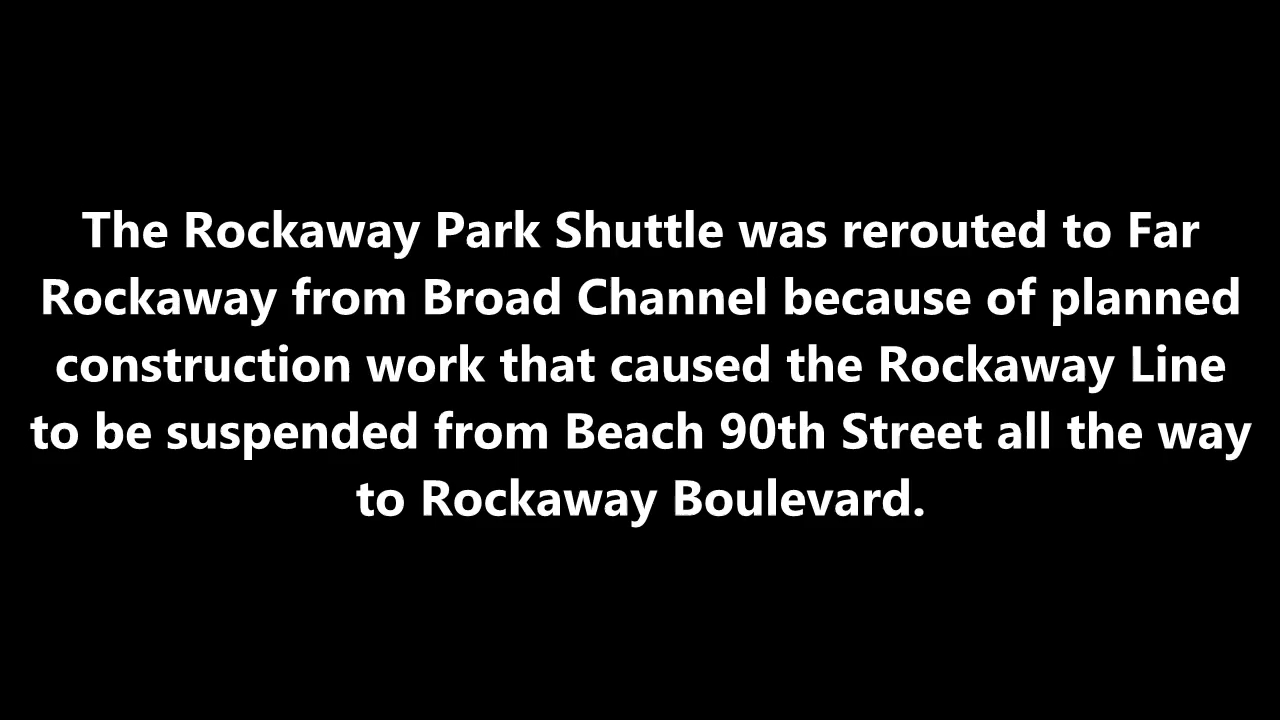 The Rockaway Park Shuttle was rerouted to Far
Rockaway from Broad Channel because of planned
construction work that caused the Rockaway Line
to be suspended from Beach 90th Street all the way
to Rockaway Boulevard.